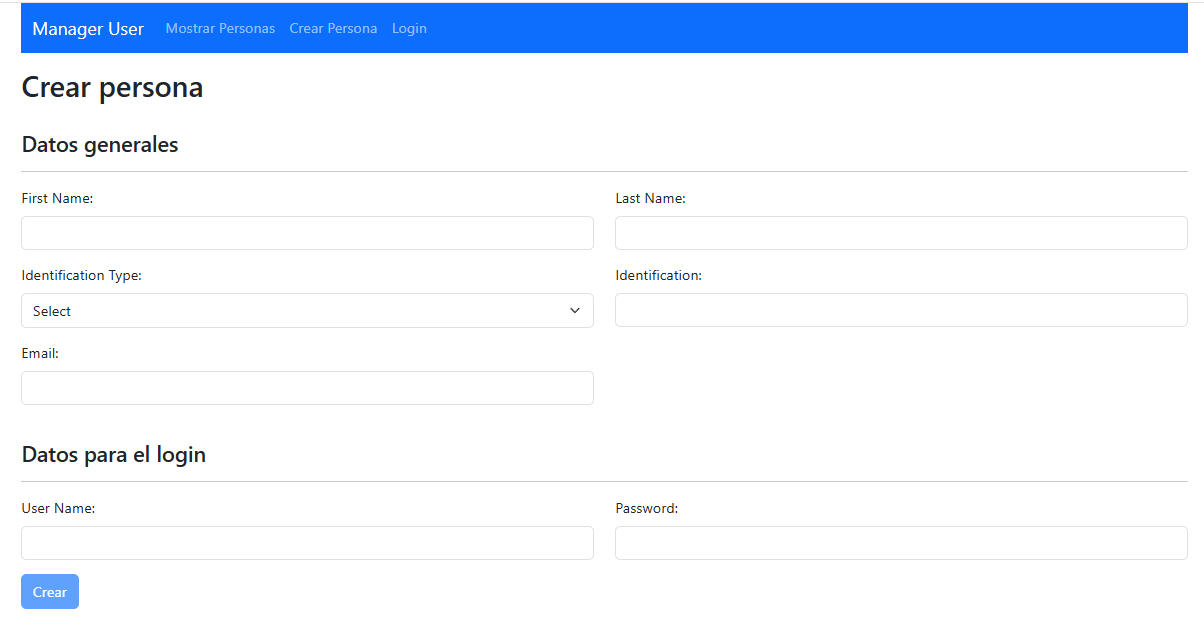 Manager User Mostrar Personas Crear Persona Login
Crear persona
Datos generales
First Name: Last Name:
Identification Type: Identification:
Select
Email:
Datos para el login
User Name: Password:
Crear